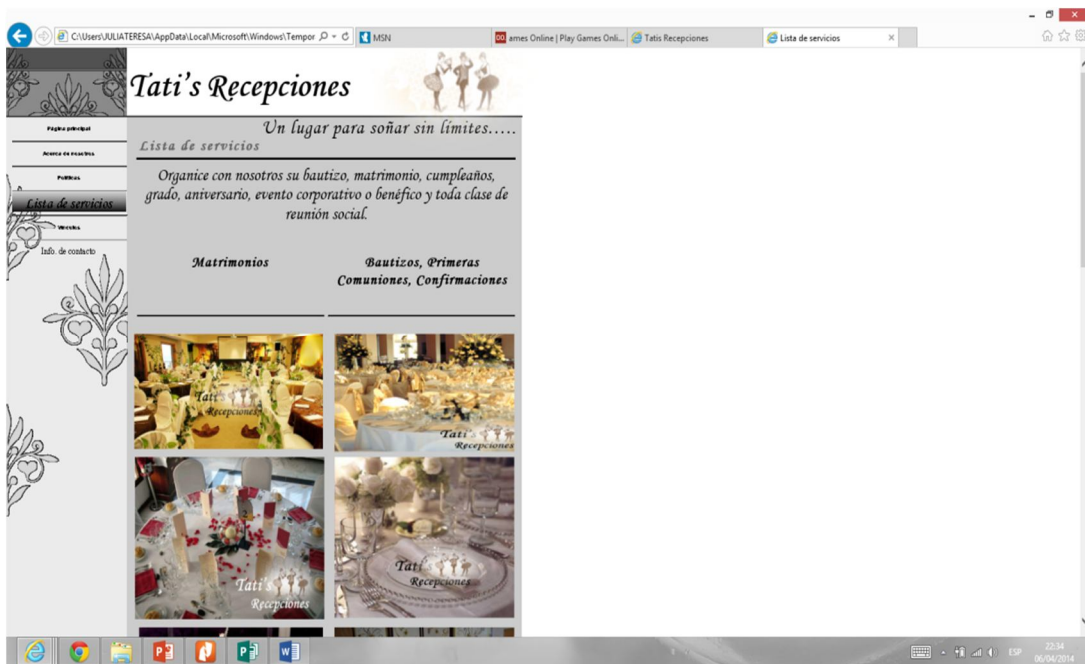 C:\Users\JULIATERESA\AppData\Local\Microsoft\Windows\Tempor
MSN
ames Online | Play Games Onli...
Tatis Recepciones
Lista de servicios
Tati's Recepciones
Un lugar para soñar sin límites.....
Lista de servicios
Página principal
Acerca de nosotros
Políticas
Lista de servicios
Vínculos
Info. de contacto
Organice con nosotros su bautizo, matrimonio, cumpleaños,
grado, aniversario, evento corporativo o benéfico y toda clase de
reunión social.
Matrimonios
Bautizos, Primeras
Comuniones, Confirmaciones
Tati's
Recepciones
Tati's
Recepciones
Tati's
Recepciones
Tati's
Recepciones
ESP
22:34
06/04/2014